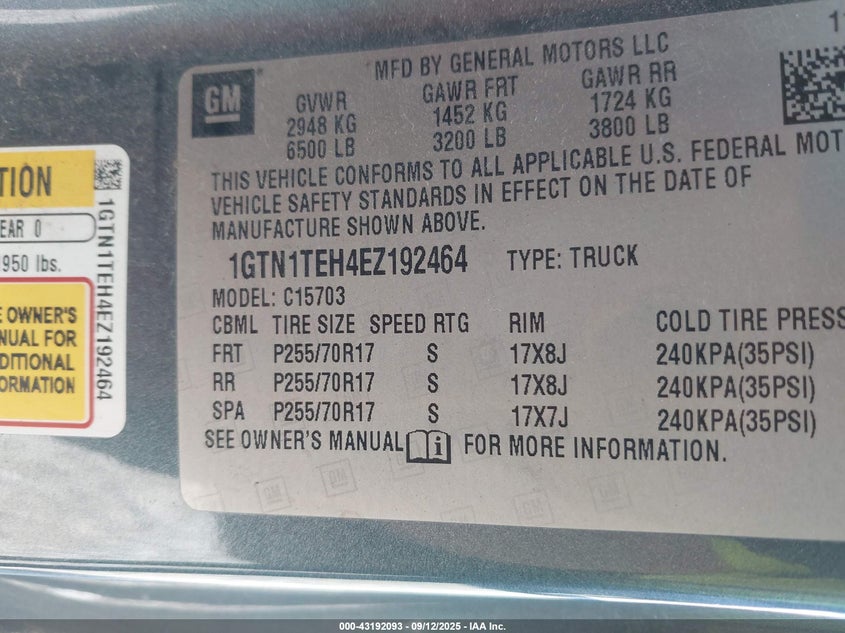 MFD BY GENERAL MOTORS LLC
GM
GVWR GAWR FRT GAWR RR
2948 KG 1452 KG 1724 KG
6500 LB 3200 LB 3800 LB
THIS VEHICLE CONFORMS TO ALL APPLICABLE U.S. FEDERAL MOT
VEHICLE SAFETY STANDARDS IN EFFECT ON THE DATE OF
MANUFACTURE SHOWN ABOVE.
1GTN1TEH4EZ192464 TYPE: TRUCK
MODEL: C15703
CBML TIRE SIZE SPEED RTG RIM COLD TIRE PRESS
FRT P255/70R17 S 17X8J 240KPA(35PSI)
RR P255/70R17 S 17X8J 240KPA(35PSI)
SPA P255/70R17 S 17X7J 240KPA(35PSI)
SEE OWNER'S MANUAL i FOR MORE INFORMATION.
TION
EAR 0
950 lbs.
E OWNER'S
NUAL FOR
DITIONAL
ORMATION
1GTN1TEH4EZ192464
000-43192093 - 09/12/2025 - IAA Inc.